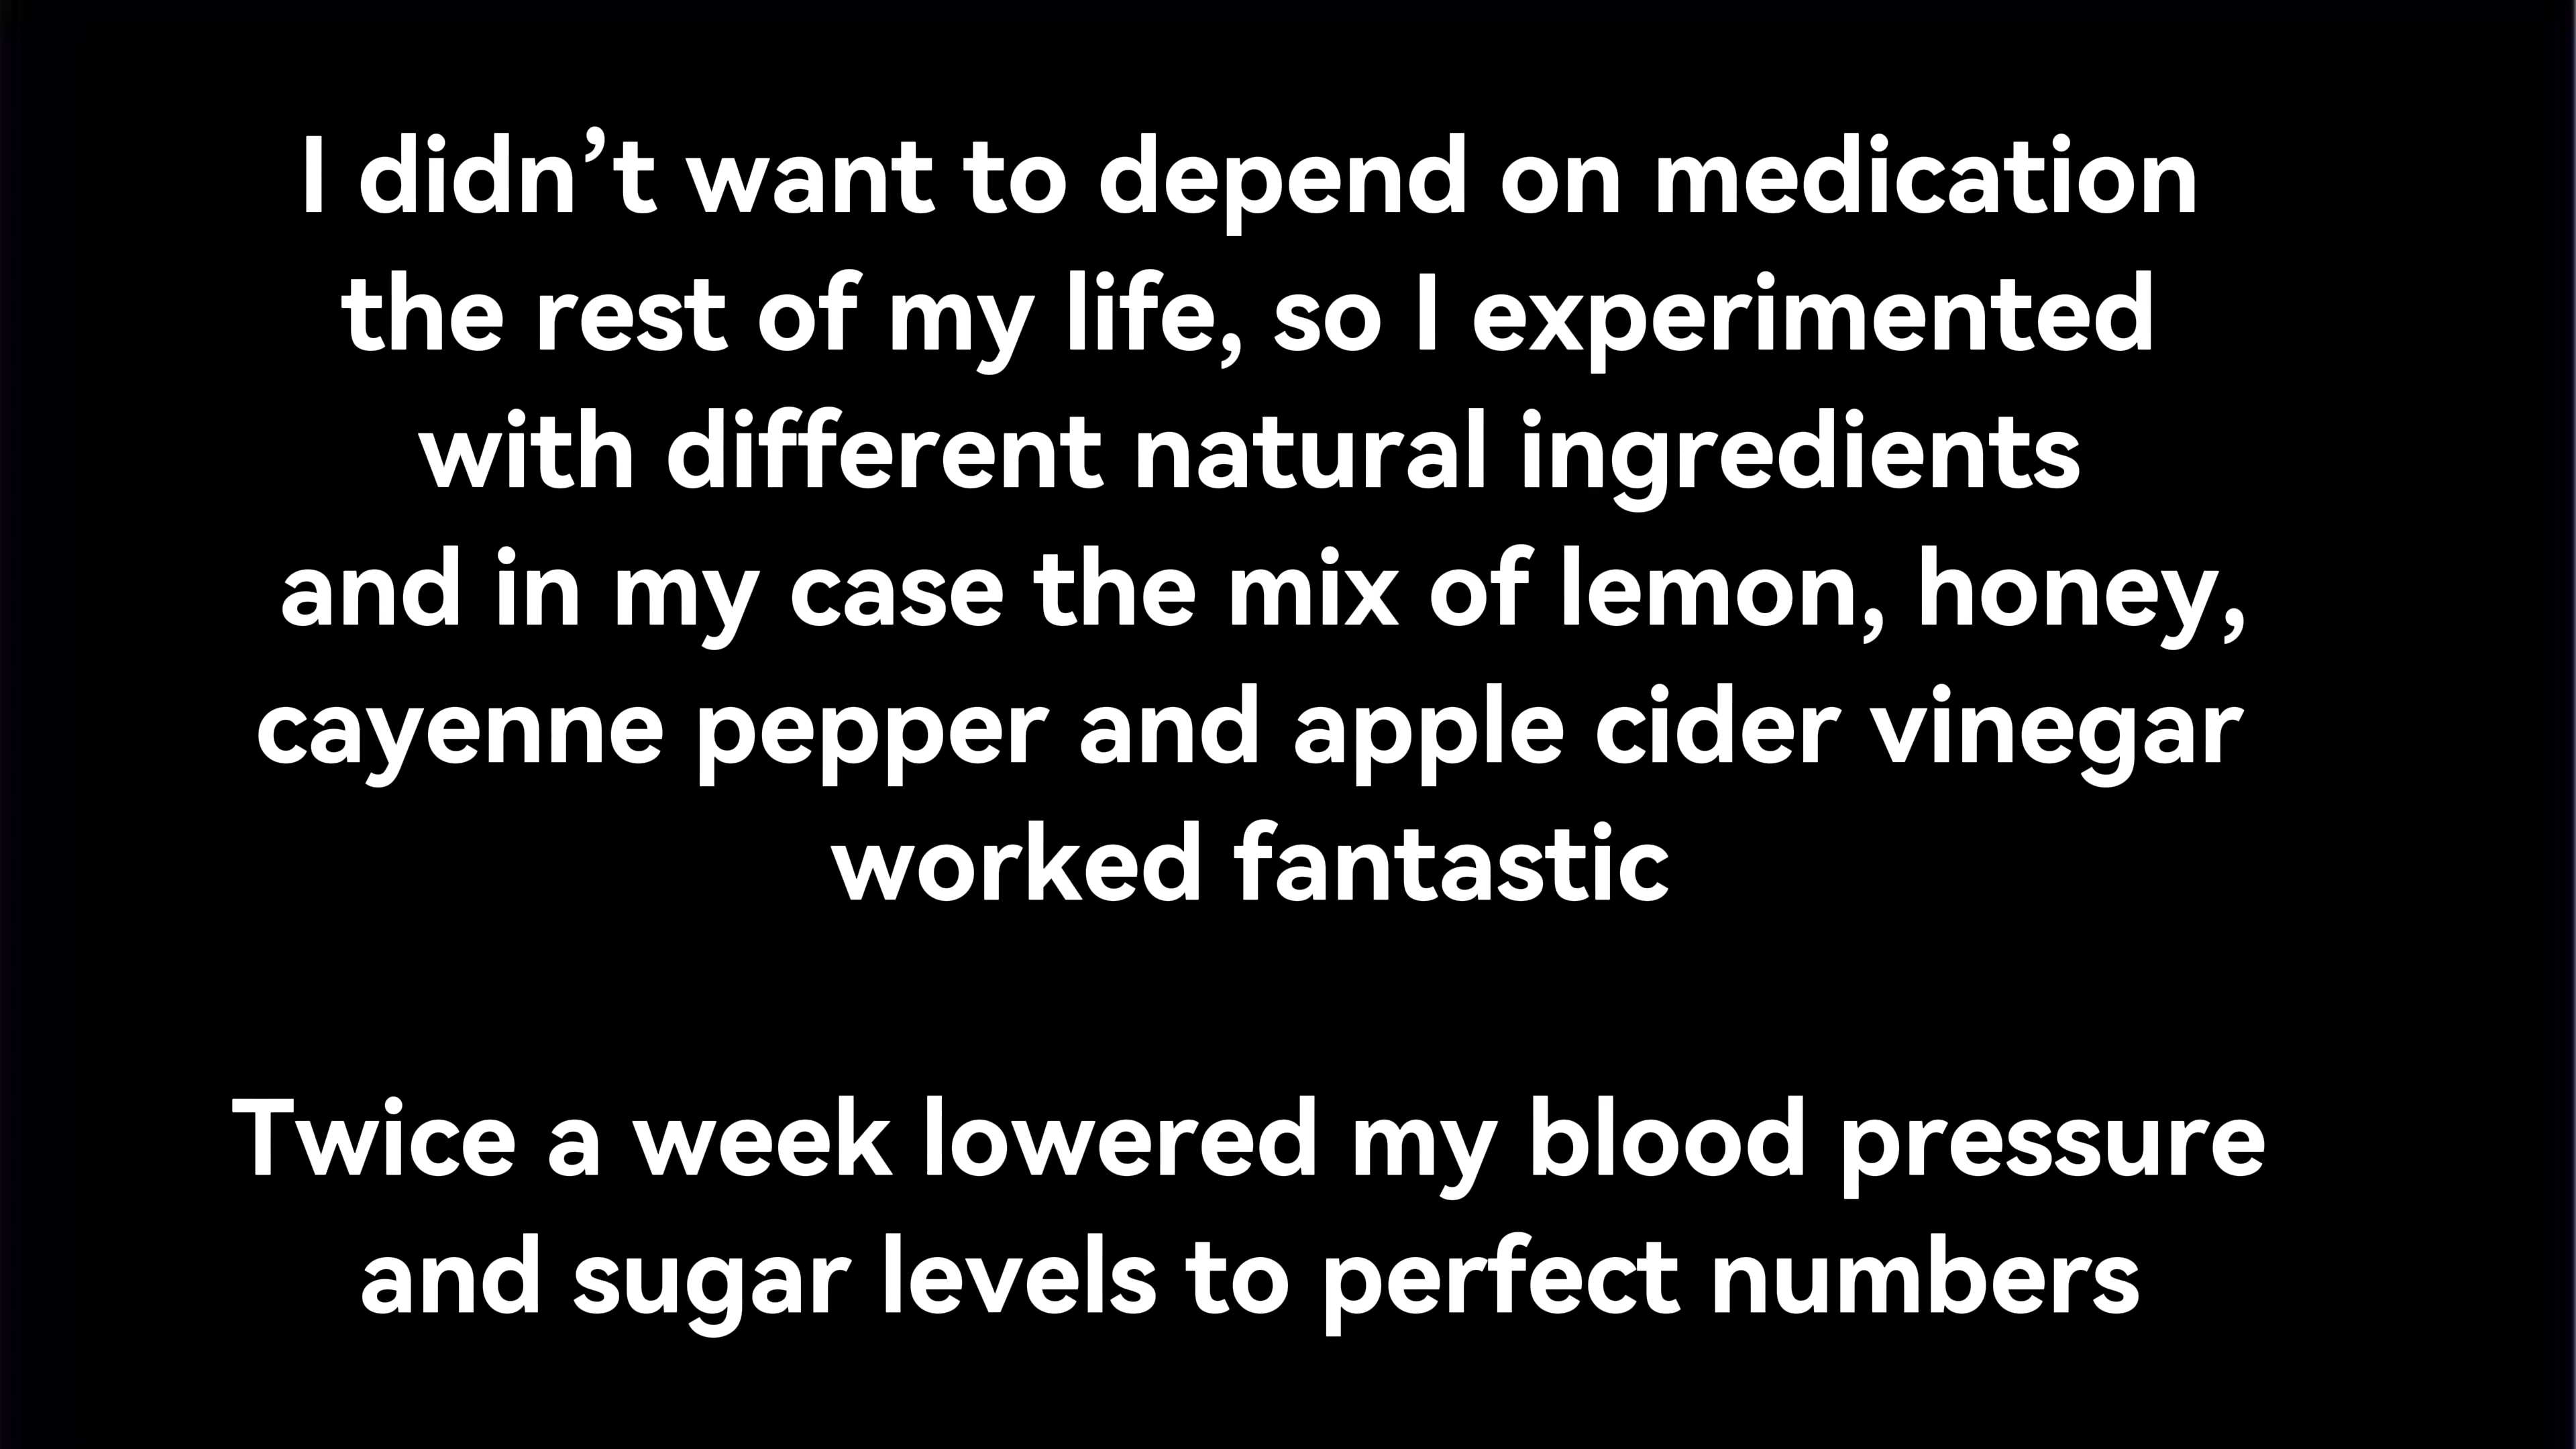 I didn’t want to depend on medication
the rest of my life, so I experimented
with different natural ingredients
and in my case the mix of lemon, honey,
cayenne pepper and apple cider vinegar
worked fantastic
Twice a week lowered my blood pressure
and sugar levels to perfect numbers